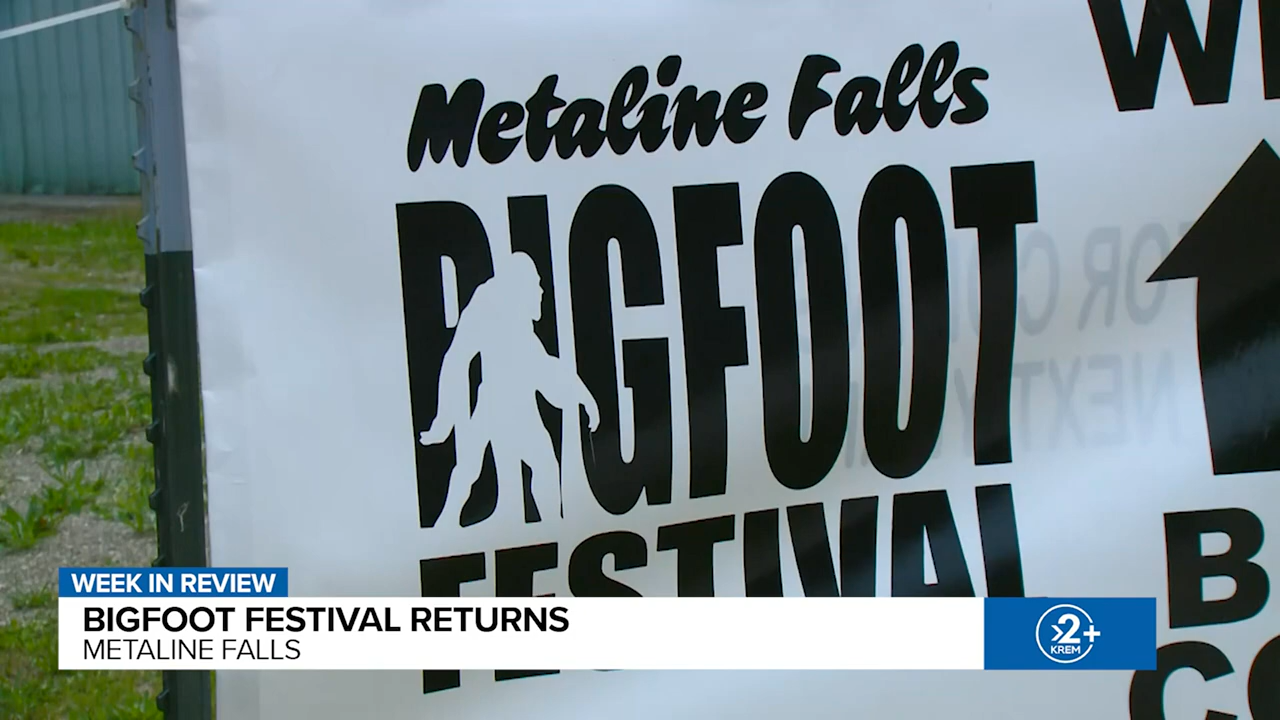 Metaline Falls
BIGFOOT
FESTIVAL
WEEK IN REVIEW
BIGFOOT FESTIVAL RETURNS
METALINE FALLS
2+
KREM